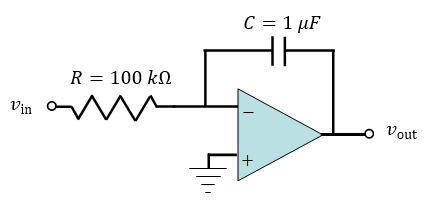 C = 1 μF
R = 100 kΩ
v_in
−
+
v_out